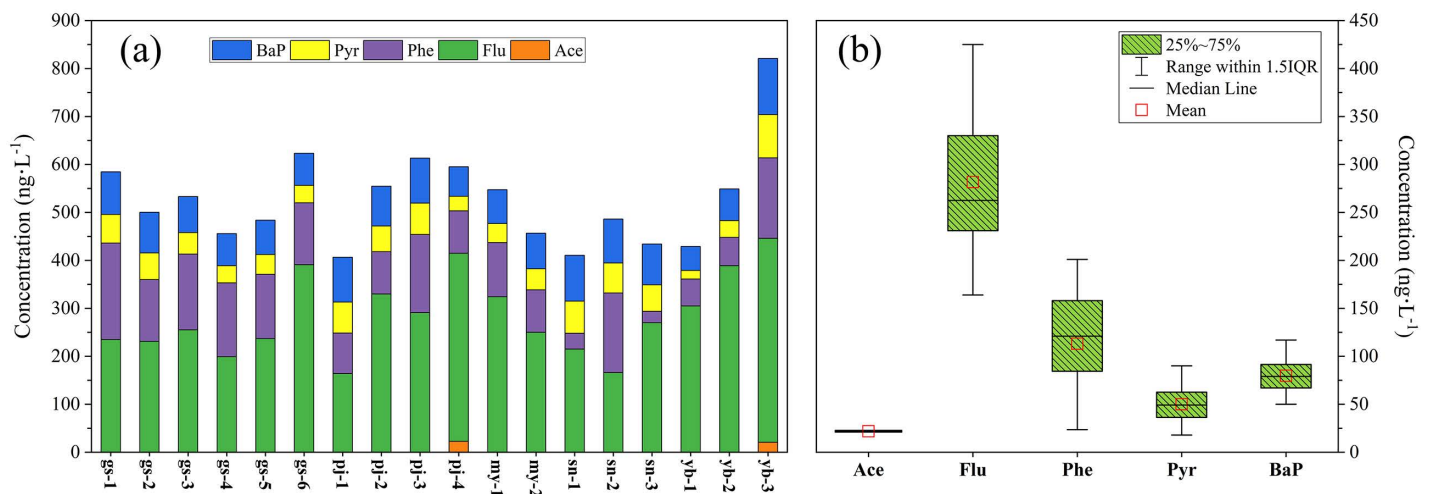 (a)
BaP Pyr Phe Flu Ace
Concentration (ng·L⁻¹)
900
800
700
600
500
400
300
200
100
0
gs-1 gs-2 gs-3 gs-4 gs-5 gs-6 pj-1 pj-2 pj-3 pj-4 my-1 my-2 sn-1 sn-2 sn-3 yb-1 yb-2 yb-3
(b)
25%~75%
Range within 1.5IQR
Median Line
Mean
450
400
350
300
250
200
150
100
50
0
Concentration (ng·L⁻¹)
Ace Flu Phe Pyr BaP